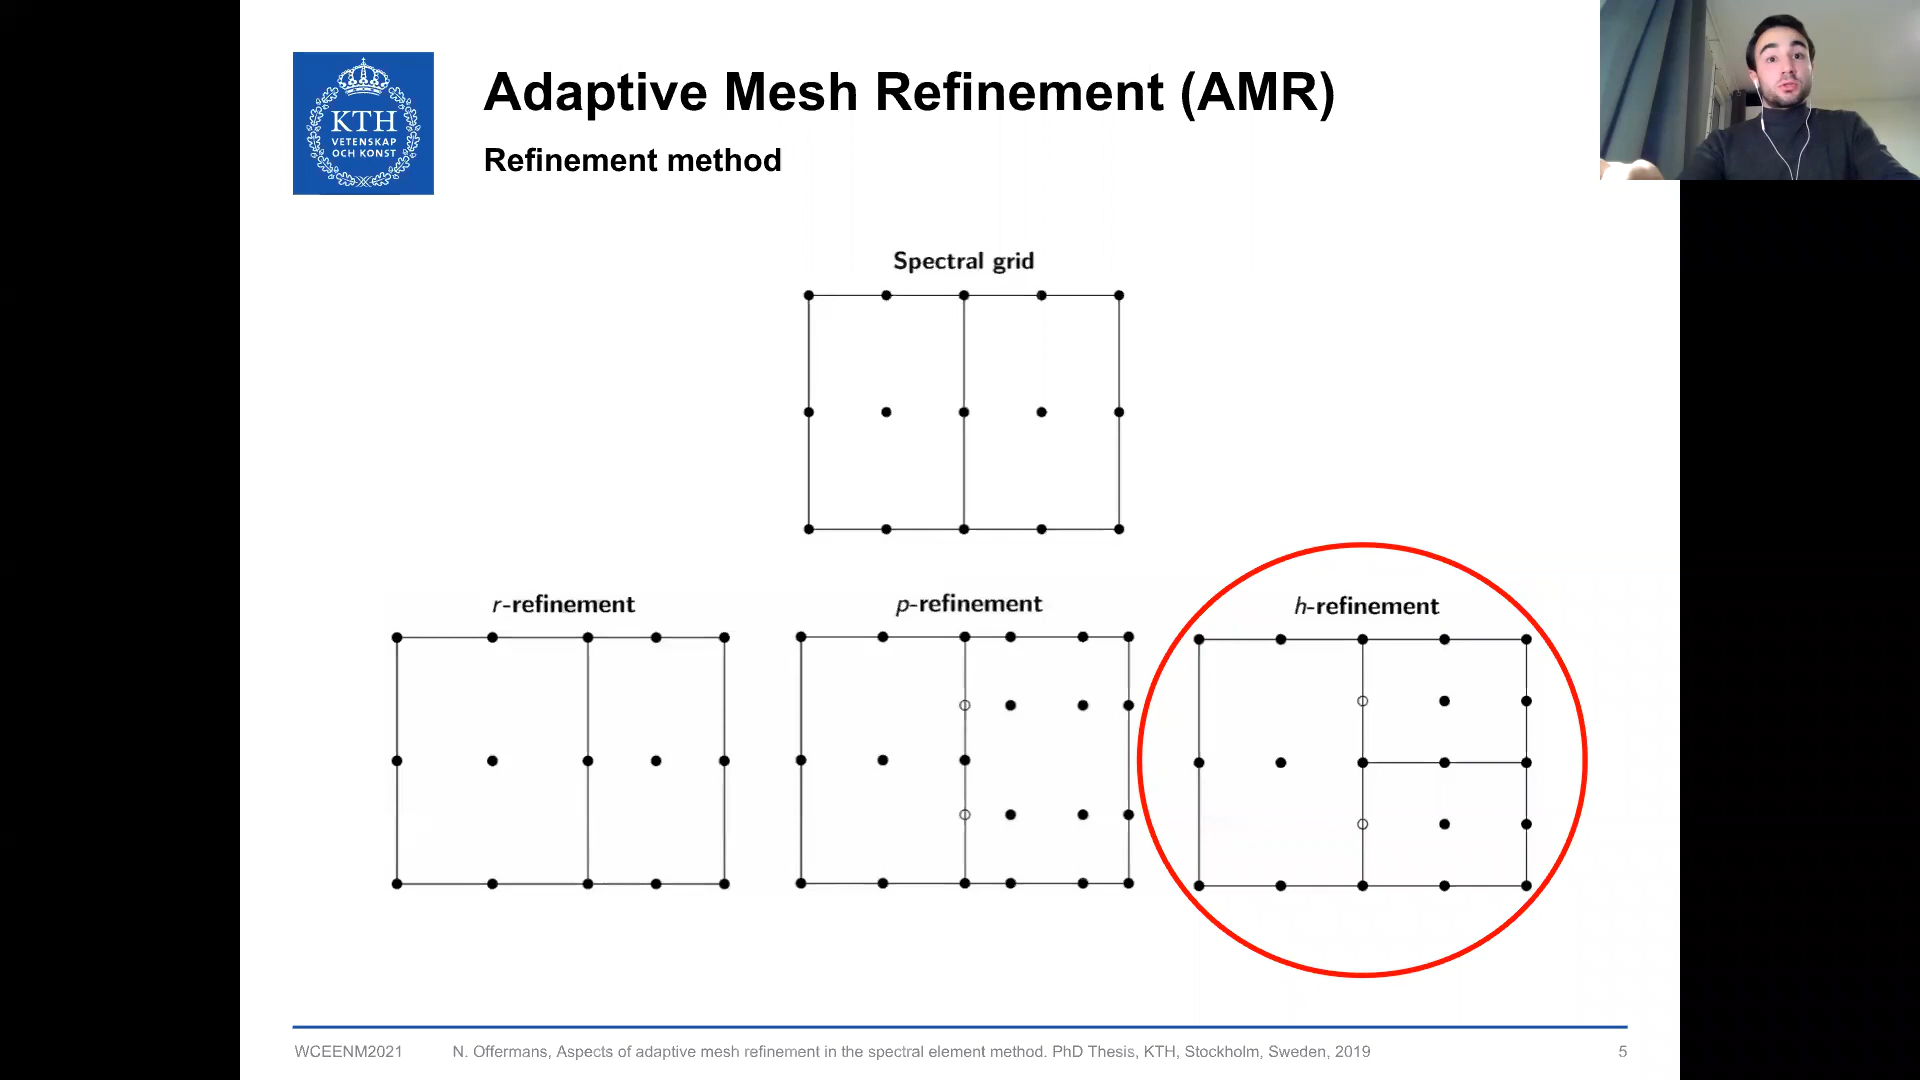 KTH
VETENSKAP
OCH KONST
Adaptive Mesh Refinement (AMR)
Refinement method
Spectral grid
r-refinement
p-refinement
h-refinement
WCEENM2021
N. Offermans, Aspects of adaptive mesh refinement in the spectral element method. PhD Thesis, KTH, Stockholm, Sweden, 2019
5